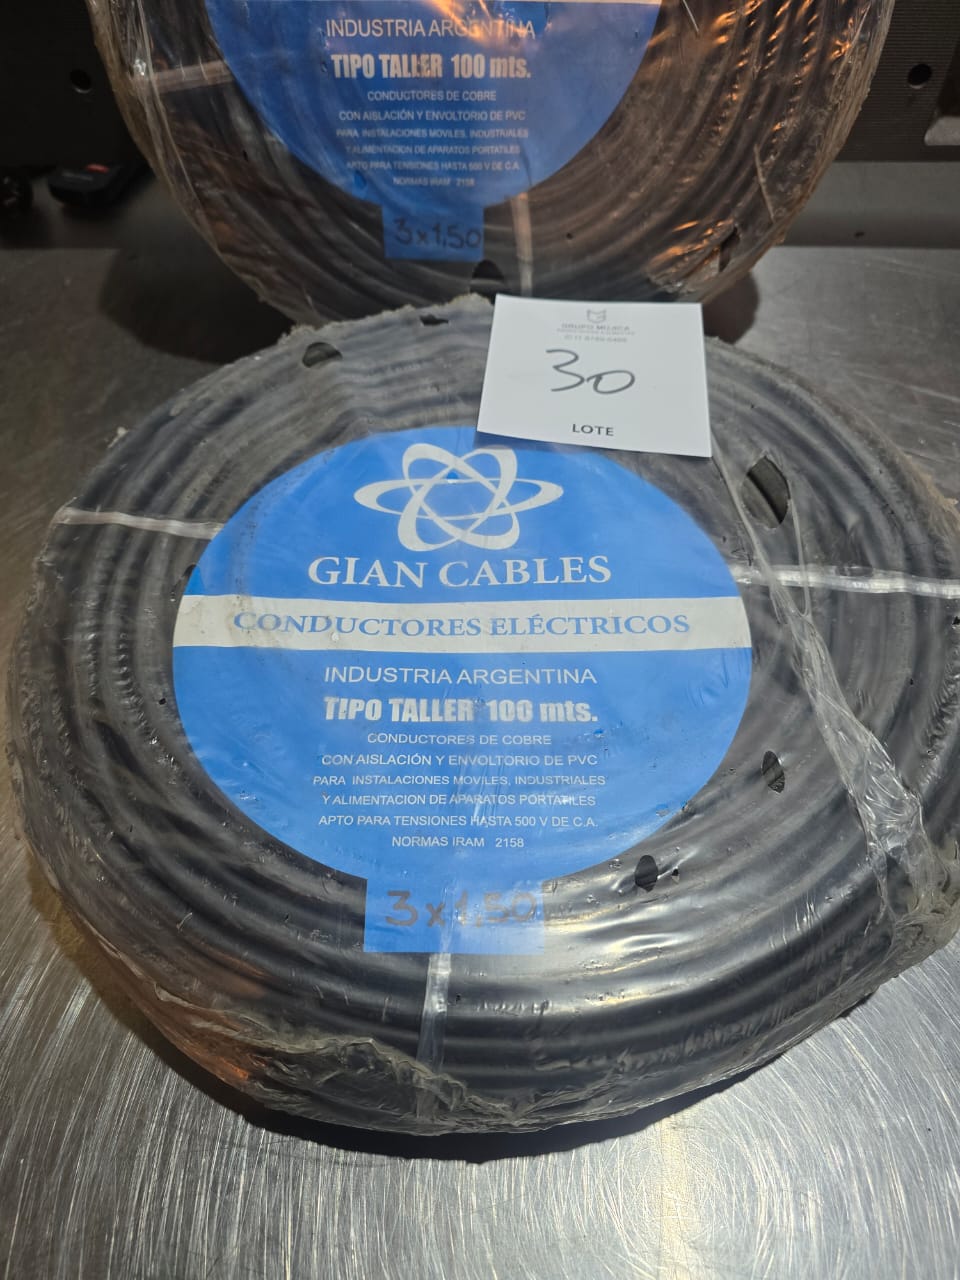 INDUSTRIA ARGENTINA
TIPO TALLER 100 mts.
CONDUCTORES DE COBRE
CON AISLACIÓN Y ENVOLTORIO DE PVC
PARA INSTALACIONES MOVILES, INDUSTRIALES
Y ALIMENTACION DE APARATOS PORTATILES
APTO PARA TENSIONES HASTA 500 V DE C.A.
NORMAS IRAM 2158
3x1,50
GRUPO MUJICA
30
LOTE
GIAN CABLES
CONDUCTORES ELÉCTRICOS
INDUSTRIA ARGENTINA
TIPO TALLER 100 mts.
CONDUCTORES DE COBRE
CON AISLACIÓN Y ENVOLTORIO DE PVC
PARA INSTALACIONES MOVILES, INDUSTRIALES
Y ALIMENTACION DE APARATOS PORTATILES
APTO PARA TENSIONES HASTA 500 V DE C.A.
NORMAS IRAM 2158
3x1,50